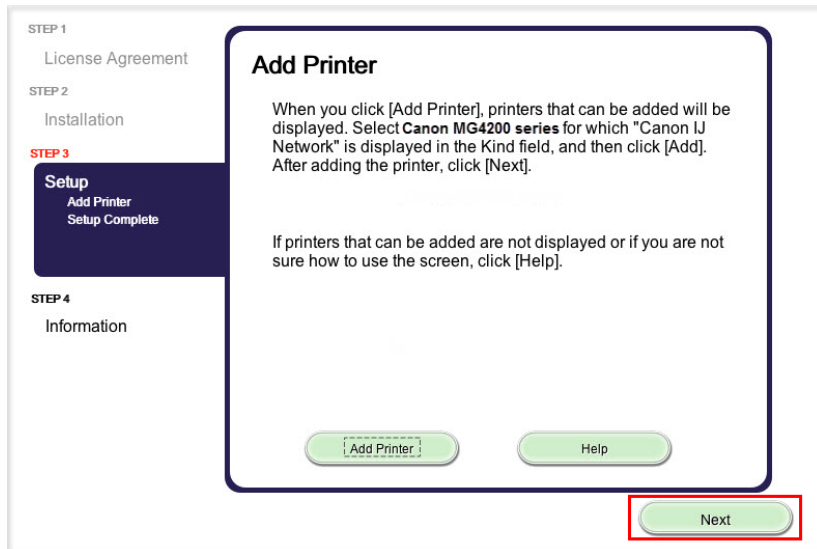 STEP 1
License Agreement
STEP 2
Installation
STEP 3
Setup
Add Printer
Setup Complete
STEP 4
Information
Add Printer
When you click [Add Printer], printers that can be added will be
displayed. Select Canon MG4200 series for which "Canon IJ
Network" is displayed in the Kind field, and then click [Add].
After adding the printer, click [Next].
If printers that can be added are not displayed or if you are not
sure how to use the screen, click [Help].
Add Printer
Help
Next